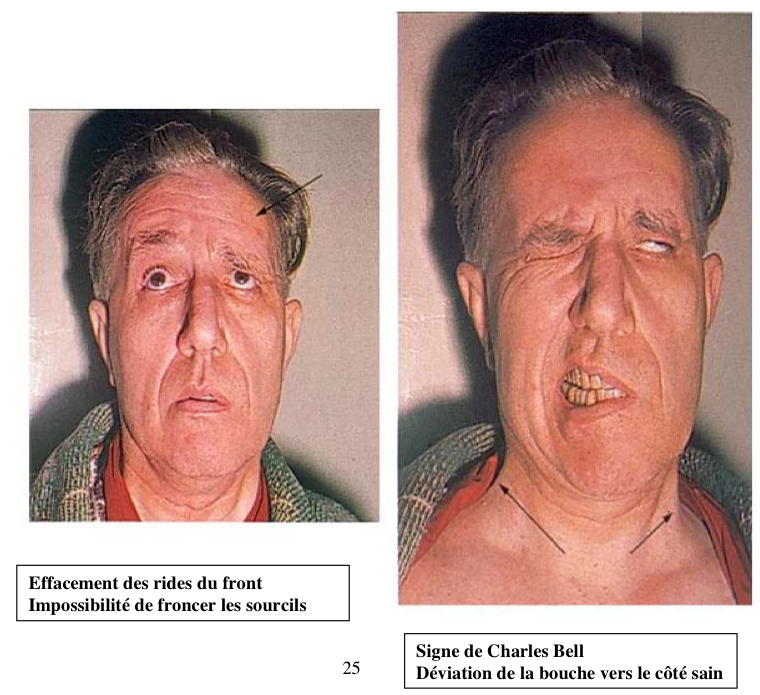 Effacement des rides du front
Impossibilité de froncer les sourcils
25
Signe de Charles Bell
Déviation de la bouche vers le côté sain